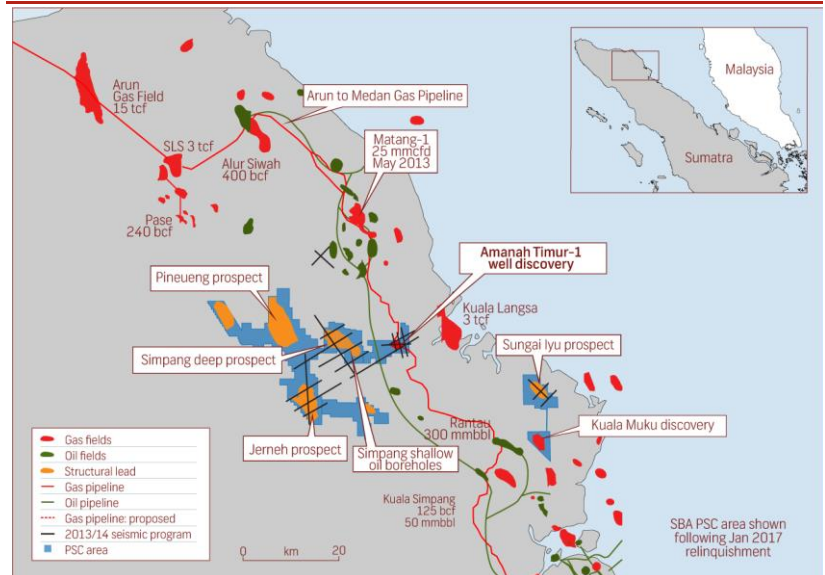 Arun
Gas Field
15 tcf
Arun to Medan Gas Pipeline
Malaysia
Sumatra
SLS 3 tcf
Alur Siwah
400 bcf
Matang-1
25 mmcfd
May 2013
Pase
240 bcf
Amanah Timur-1
well discovery
Pineueng prospect
Kuala Langsa
3 tcf
Simpang deep prospect
Sungai Iyu prospect
Jerneh prospect
Simpang shallow
oil boreholes
Rantau
300 mmbbl
Kuala Muku discovery
Kuala Simpang
125 bcf
50 mmbbl
SBA PSC area shown
following Jan 2017
relinquishment
Gas fields
Oil fields
Structural lead
Gas pipeline
Oil pipeline
Gas pipeline: proposed
2013/14 seismic program
PSC area
0 km 20